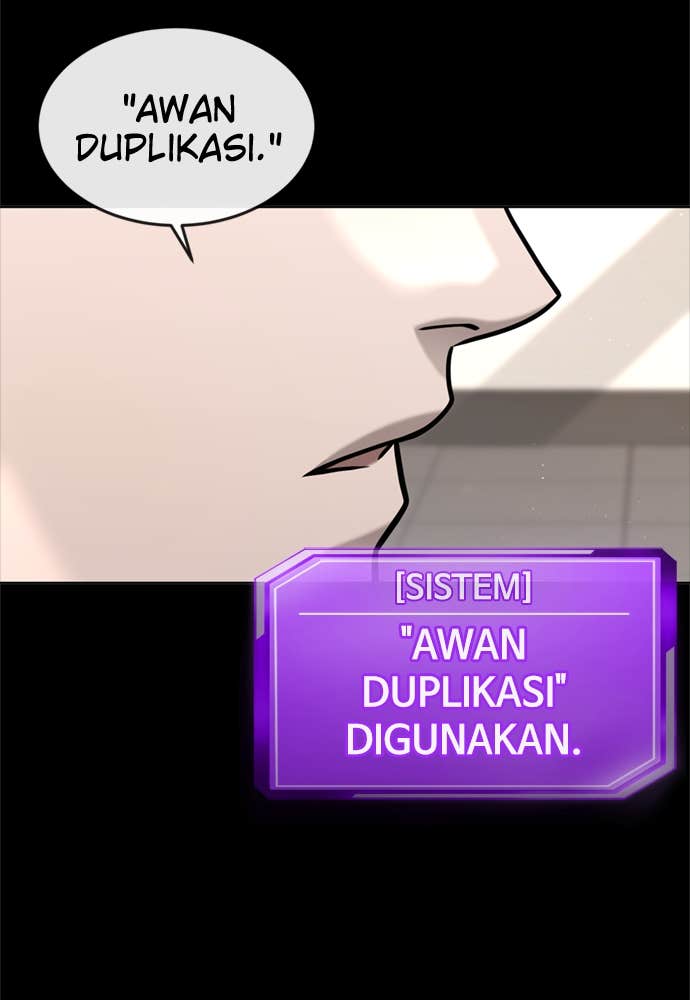 "AWAN
DUPLIKASI."
[SISTEM]
"AWAN
DUPLIKASI"
DIGUNAKAN.